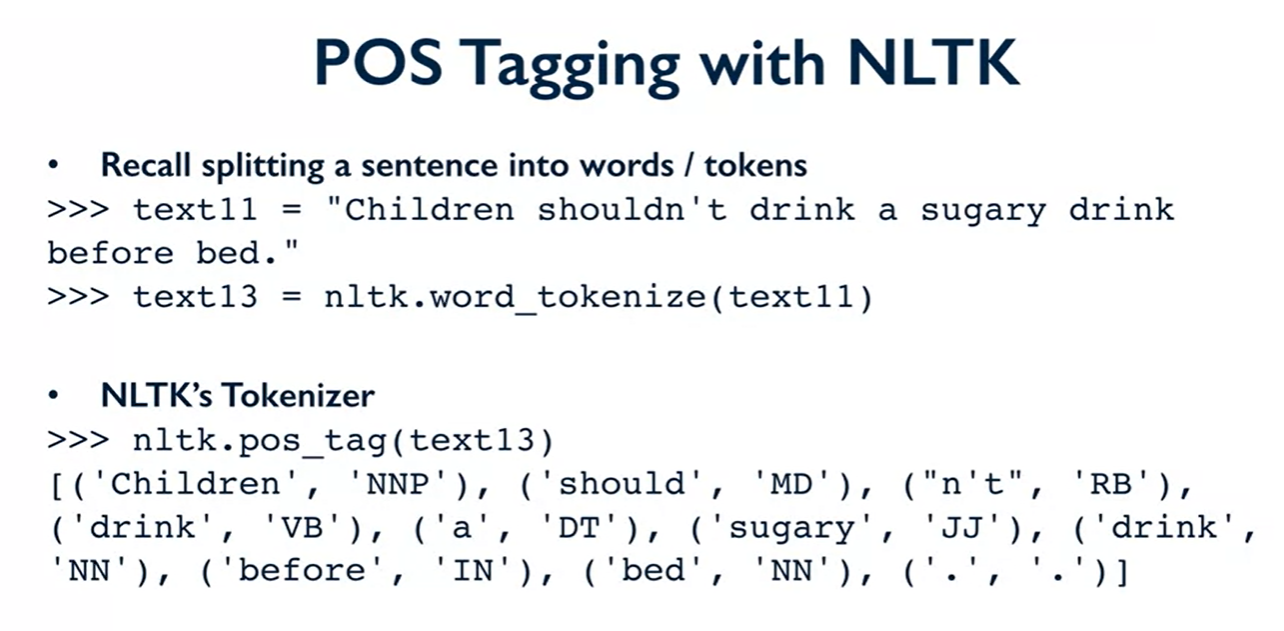 POS Tagging with NLTK
• Recall splitting a sentence into words / tokens
>>> text11 = "Children shouldn't drink a sugary drink
before bed."
>>> text13 = nltk.word_tokenize(text11)
• NLTK’s Tokenizer
>>> nltk.pos_tag(text13)
[('Children', 'NNP'), ('should', 'MD'), ("n't", 'RB'),
('drink', 'VB'), ('a', 'DT'), ('sugary', 'JJ'), ('drink',
'NN'), ('before', 'IN'), ('bed', 'NN'), ('.', '.')]